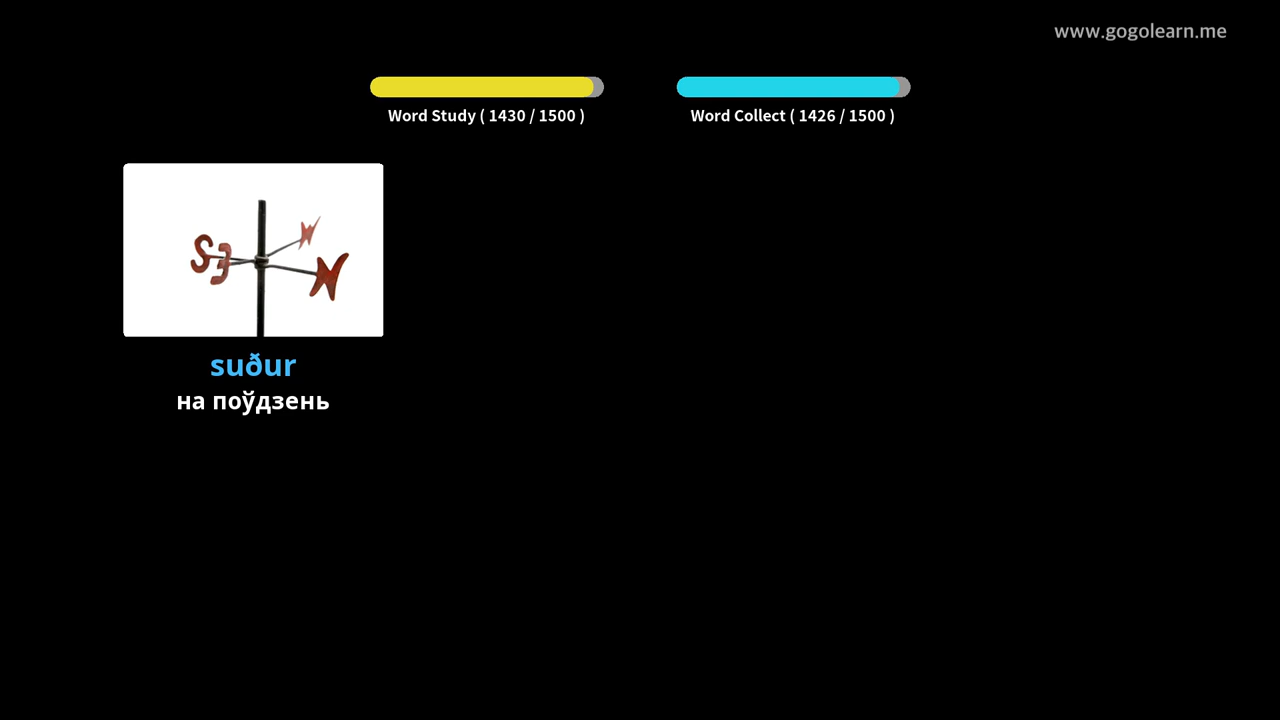 www.gogolearn.me
Word Study ( 1430 / 1500 )
Word Collect ( 1426 / 1500 )
S
E
N
suður
на поўдзень